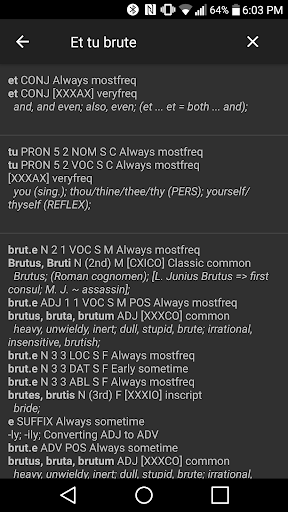 64% 6:03 PM
Et tu brute
et CONJ Always mostfreq
et CONJ [XXXAX] veryfreq
and, and even; also, even; (et ... et = both ... and);
tu PRON 5 2 NOM S C Always mostfreq
tu PRON 5 2 VOC S C Always mostfreq
[XXXAX] veryfreq
you (sing.); thou/thine/thee/thy (PERS); yourself/
thyself (REFLEX);
brut.e N 2 1 VOC S M Always mostfreq
Brutus, Bruti N (2nd) M [CXICO] Classic common
Brutus; (Roman cognomen); [L. Junius Brutus => first
consul; M. J. ~ assassin];
brut.e ADJ 1 1 VOC S M POS Always mostfreq
brutus, bruta, brutum ADJ [XXXCO] common
heavy, unwieldy, inert; dull, stupid, brute; irrational,
insensitive, brutish;
brut.e N 3 3 LOC S F Always mostfreq
brut.e N 3 3 DAT S F Early sometime
brut.e N 3 3 ABL S F Always mostfreq
brutes, brutis N (3rd) F [XXXIO] inscript
bride;
e SUFFIX Always sometime
-ly; -ily; Converting ADJ to ADV
brut.e ADV POS Always sometime
brutus, bruta, brutum ADJ [XXXCO] common
heavy, unwieldy, inert; dull, stupid, brute; irrational,